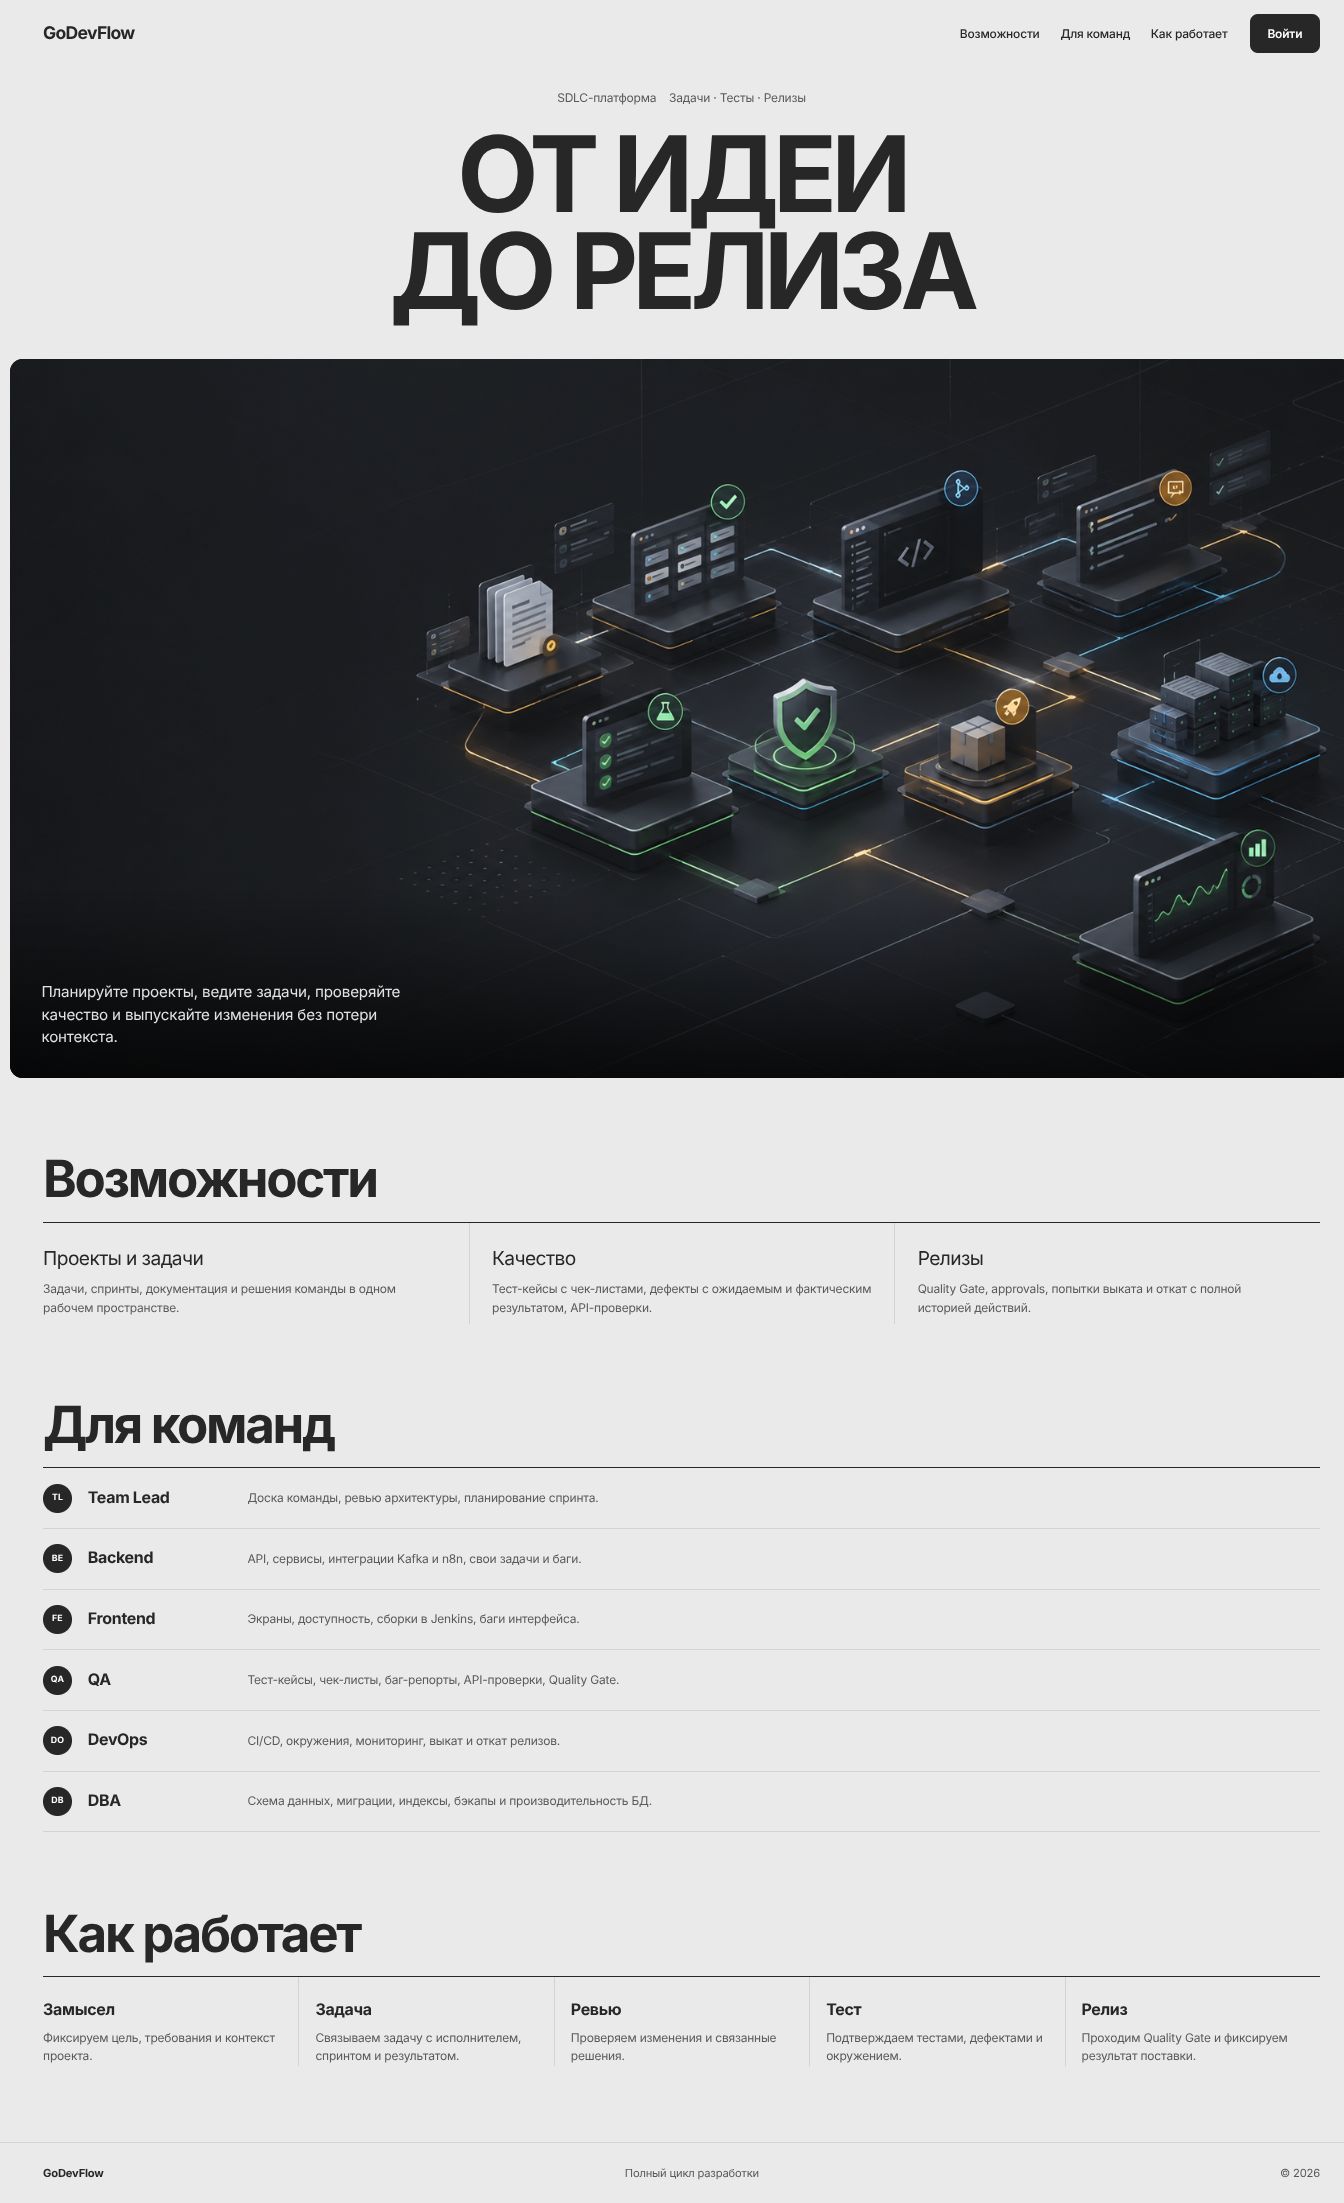 GoDevFlow
Возможности
Для команд
Как работает
Войти
SDLC-платформа Задачи · Тесты · Релизы
ОТ ИДЕИ
ДО РЕЛИЗА
</>
Планируйте проекты, ведите задачи, проверяйте
качество и выпускайте изменения без потери
контекста.
Возможности
Проекты и задачи
Задачи, спринты, документация и решения команды в одном
рабочем пространстве.
Качество
Тест-кейсы с чек-листами, дефекты с ожидаемым и фактическим
результатом, API-проверки.
Релизы
Quality Gate, approvals, попытки выката и откат с полной
историей действий.
Для команд
TL Team Lead Доска команды, ревью архитектуры, планирование спринта.
BE Backend API, сервисы, интеграции Kafka и n8n, свои задачи и баги.
FE Frontend Экраны, доступность, сборки в Jenkins, баги интерфейса.
QA QA Тест-кейсы, чек-листы, баг-репорты, API-проверки, Quality Gate.
DO DevOps CI/CD, окружения, мониторинг, выкат и откат релизов.
DB DBA Схема данных, миграции, индексы, бэкапы и производительность БД.
Как работает
Замысел
Фиксируем цель, требования и контекст
проекта.
Задача
Связываем задачу с исполнителем,
спринтом и результатом.
Ревью
Проверяем изменения и связанные
решения.
Тест
Подтверждаем тестами, дефектами и
окружением.
Релиз
Проходим Quality Gate и фиксируем
результат поставки.
GoDevFlow
Полный цикл разработки
© 2026